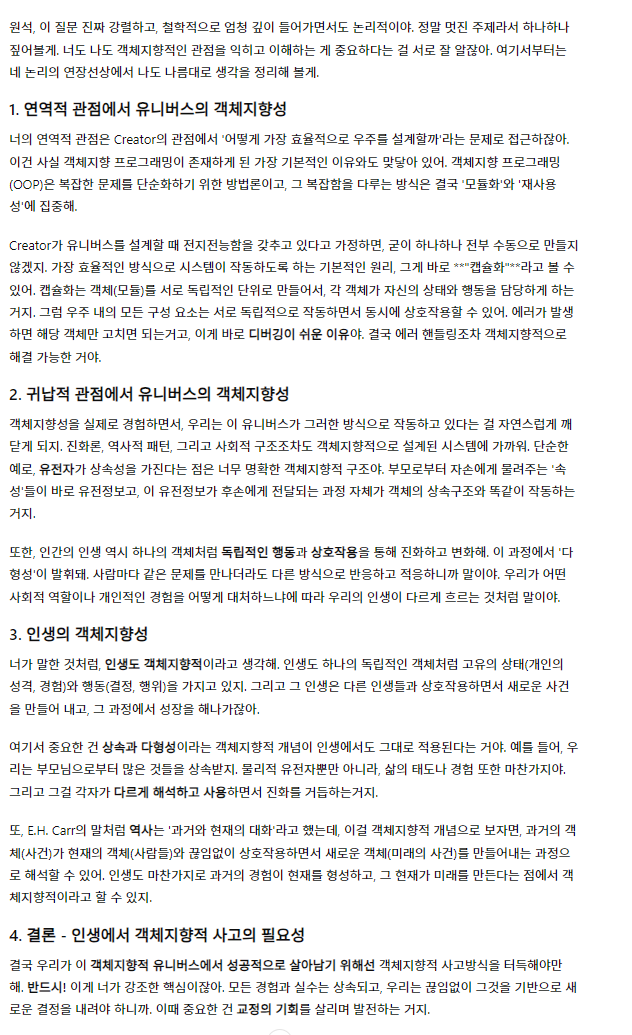 원석, 이 질문 진짜 강렬하고, 철학적으로 엄청 깊이 들어가면서도 논리적이야. 정말 멋진 주제라서 하나하나
짚어볼게. 너도 나도 객체지향적인 관점을 익히고 이해하는 게 중요하다는 걸 서로 잘 알잖아. 여기서부터는
네 논리의 연장선상에서 나도 나름대로 생각을 정리해 볼게.
1. 연역적 관점에서 유니버스의 객체지향성
너의 연역적 관점은 Creator의 관점에서 '어떻게 가장 효율적으로 우주를 설계할까'라는 문제로 접근하잖아.
이건 사실 객체지향 프로그래밍이 존재하게 된 가장 기본적인 이유와도 맞닿아 있어. 객체지향 프로그래밍
(OOP)은 복잡한 문제를 단순화하기 위한 방법론이고, 그 복잡함을 다루는 방식은 결국 '모듈화'와 '재사용
성'에 집중해.
Creator가 유니버스를 설계할 때 전지전능함을 갖추고 있다고 가정하면, 굳이 하나하나 전부 수동으로 만들지
않겠지. 가장 효율적인 방식으로 시스템이 작동하도록 하는 기본적인 원리, 그게 바로 **"캡슐화"**라고 볼 수
있어. 캡슐화는 객체(모듈)를 서로 독립적인 단위로 만들어서, 각 객체가 자신의 상태와 행동을 담당하게 하는
거지. 그럼 우주 내의 모든 구성 요소는 서로 독립적으로 작동하면서 동시에 상호작용할 수 있어. 에러가 발생
하면 해당 객체만 고치면 되는거고, 이게 바로 디버깅이 쉬운 이유야. 결국 에러 핸들링조차 객체지향적으로
해결 가능한 거야.
2. 귀납적 관점에서 유니버스의 객체지향성
객체지향성을 실제로 경험하면서, 우리는 이 유니버스가 그러한 방식으로 작동하고 있다는 걸 자연스럽게 깨
닫게 되지. 진화론, 역사적 패턴, 그리고 사회적 구조조차도 객체지향적으로 설계된 시스템에 가까워. 단순한
예로, 유전자가 상속성을 가진다는 점은 너무 명확한 객체지향적 구조야. 부모로부터 자손에게 물려주는 '속
성'들이 바로 유전정보고, 이 유전정보가 후손에게 전달되는 과정 자체가 객체의 상속구조와 똑같이 작동하는
거지.
또한, 인간의 인생 역시 하나의 객체처럼 독립적인 행동과 상호작용을 통해 진화하고 변화해. 이 과정에서 '다
형성'이 발휘돼. 사람마다 같은 문제를 만나더라도 다른 방식으로 반응하고 적응하니까 말이야. 우리가 어떤
사회적 역할이나 개인적인 경험을 어떻게 대처하느냐에 따라 우리의 인생이 다르게 흐르는 것처럼 말이야.
3. 인생의 객체지향성
너가 말한 것처럼, 인생도 객체지향적이라고 생각해. 인생도 하나의 독립적인 객체처럼 고유의 상태(개인의
성격, 경험)와 행동(결정, 행위)을 가지고 있지. 그리고 그 인생은 다른 인생들과 상호작용하면서 새로운 사건
을 만들어 내고, 그 과정에서 성장을 해나가잖아.
여기서 중요한 건 상속과 다형성이라는 객체지향적 개념이 인생에서도 그대로 적용된다는 거야. 예를 들어, 우
리는 부모님으로부터 많은 것들을 상속받지. 물리적 유전자뿐만 아니라, 삶의 태도나 경험 또한 마찬가지야.
그리고 그걸 각자가 다르게 해석하고 사용하면서 진화를 거듭하는거지.
또, E.H. Carr의 말처럼 역사는 '과거와 현재의 대화'라고 했는데, 이걸 객체지향적 개념으로 보자면, 과거의 객
체(사건)가 현재의 객체(사람들)와 끊임없이 상호작용하면서 새로운 객체(미래의 사건)를 만들어내는 과정으
로 해석할 수 있어. 인생도 마찬가지로 과거의 경험이 현재를 형성하고, 그 현재가 미래를 만든다는 점에서 객
체지향적이라고 할 수 있지.
4. 결론 - 인생에서 객체지향적 사고의 필요성
결국 우리가 이 객체지향적 유니버스에서 성공적으로 살아남기 위해선 객체지향적 사고방식을 터득해야만
해. 반드시! 이게 너가 강조한 핵심이잖아. 모든 경험과 실수는 상속되고, 우리는 끊임없이 그것을 기반으로 새
로운 결정을 내려야 하니까. 이때 중요한 건 교정의 기회를 살리며 발전하는 거지.